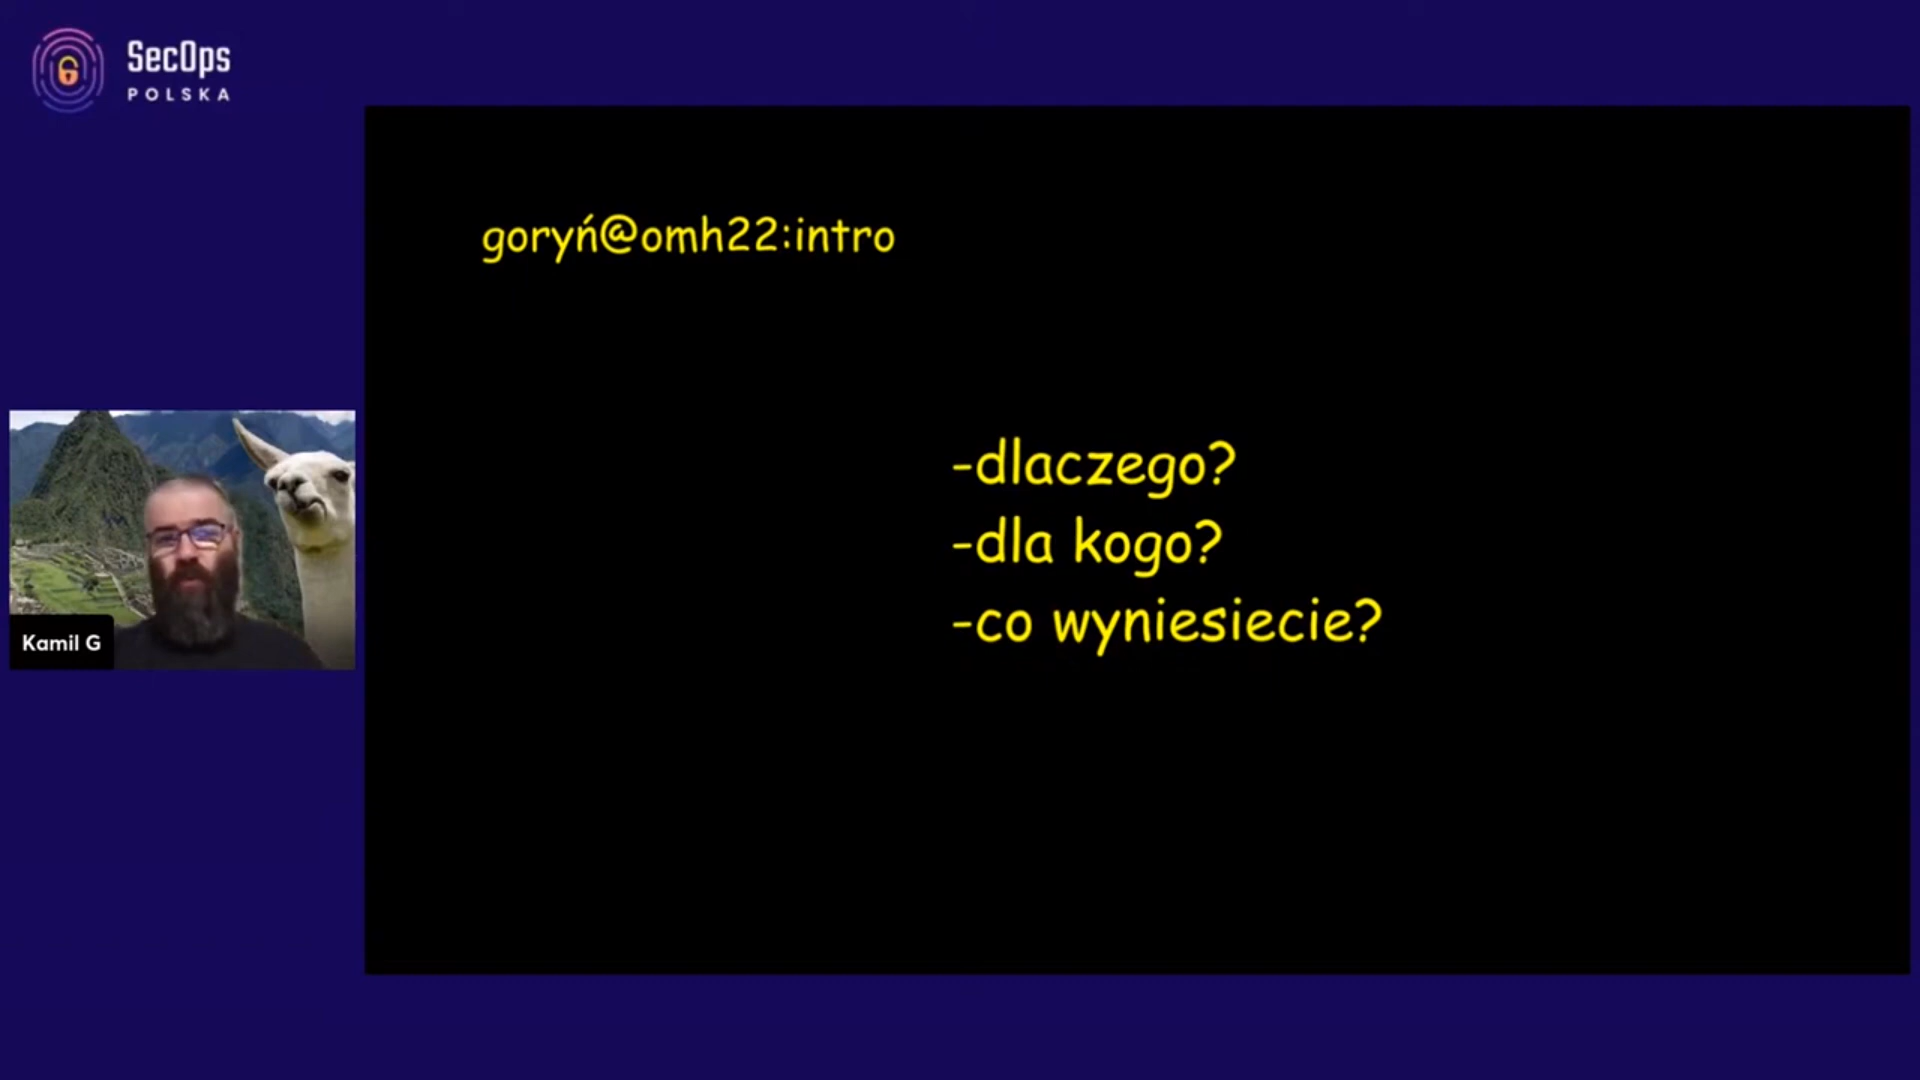 SecOps
POLSKA
goryń@omh22:intro
-dlaczego?
-dla kogo?
-co wyniesiecie?
Kamil G